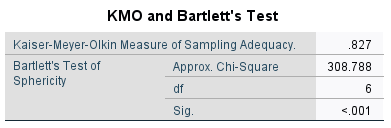 KMO and Bartlett's Test
Kaiser-Meyer-Olkin Measure of Sampling Adequacy. .827
Bartlett's Test of Sphericity Approx. Chi-Square 308.788
df 6
Sig. <.001